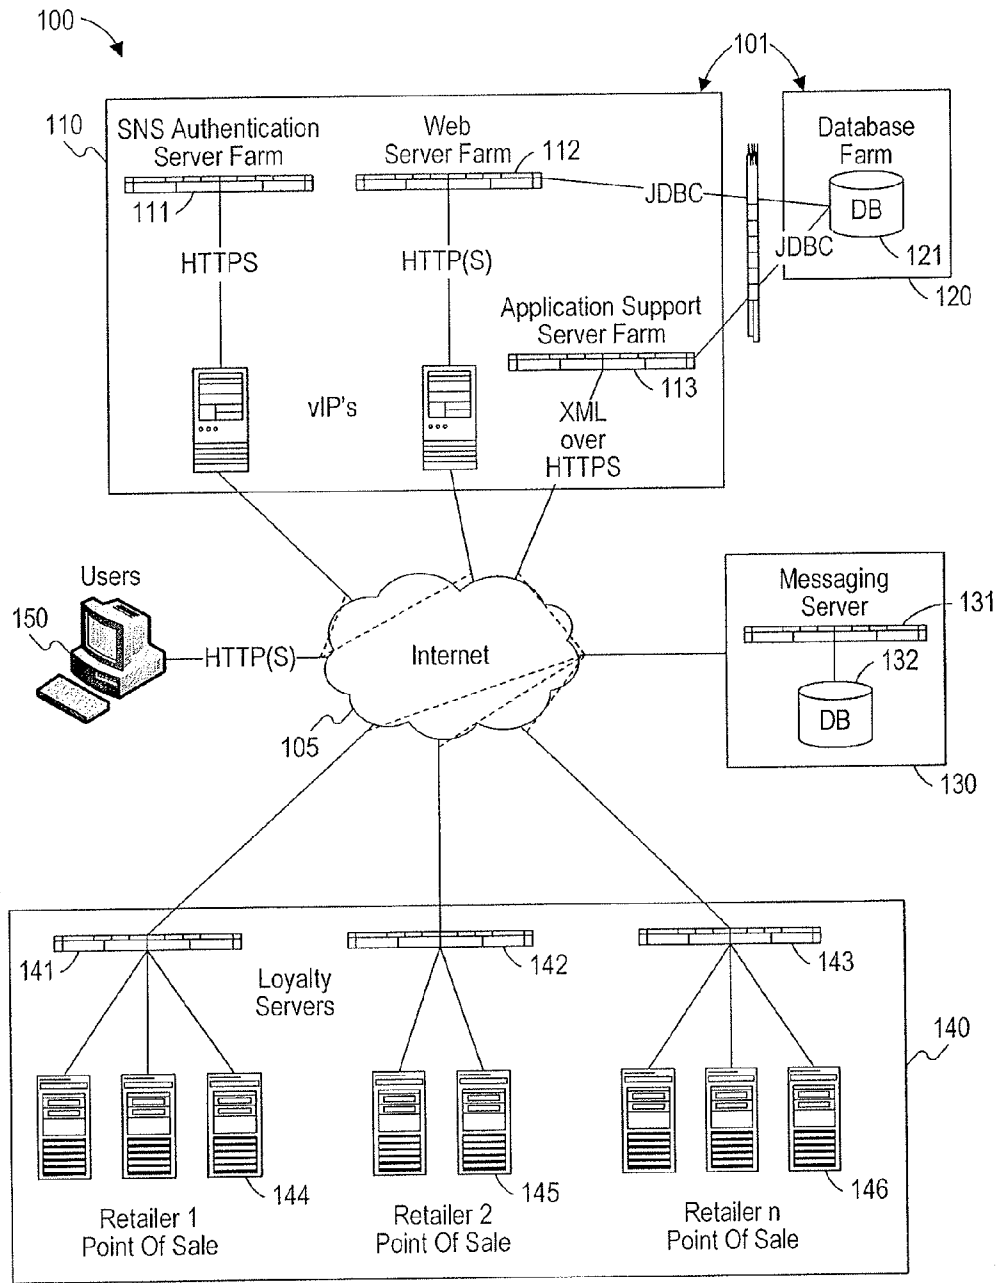 100
101
110
SNS Authentication
Server Farm
111
Web
Server Farm
112
JDBC
Database
Farm
DB
121
JDBC
120
HTTPS
HTTP(S)
Application Support
Server Farm
113
vIP's
XML
over
HTTPS
Users
150
HTTP(S)
Internet
105
Messaging
Server
131
132
DB
130
141
Loyalty
Servers
142
143
140
144
145
146
Retailer 1
Point Of Sale
Retailer 2
Point Of Sale
Retailer n
Point Of Sale